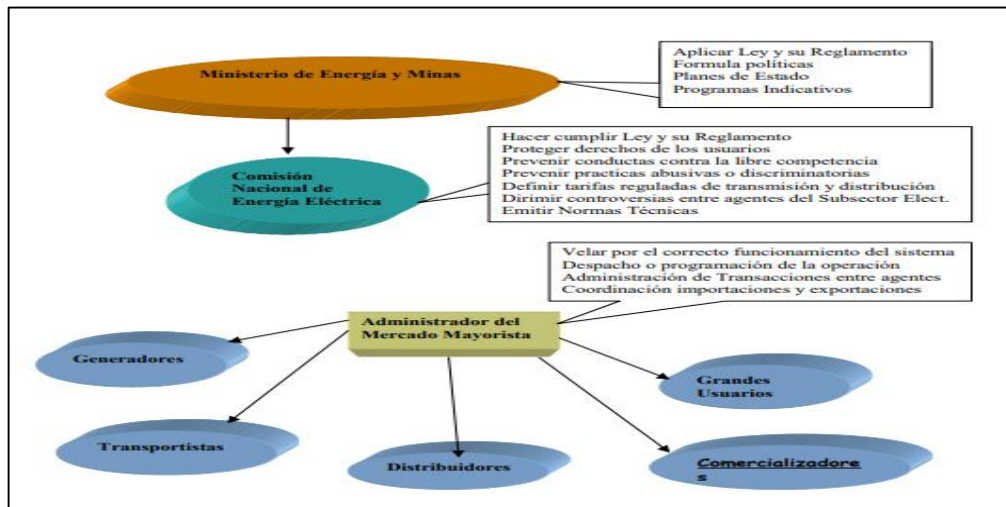 Ministerio de Energía y Minas
Aplicar Ley y su Reglamento
Formula políticas
Planes de Estado
Programas Indicativos
Comisión
Nacional de
Energía Eléctrica
Hacer cumplir Ley y su Reglamento
Proteger derechos de los usuarios
Prevenir conductas contra la libre competencia
Prevenir practicas abusivas o discriminatorias
Definir tarifas reguladas de transmisión y distribución
Dirimir controversias entre agentes del Subsector Elect.
Emitir Normas Técnicas
Velar por el correcto funcionamiento del sistema
Despacho o programación de la operación
Administración de Transacciones entre agentes
Coordinación importaciones y exportaciones
Administrador del
Mercado Mayorista
Generadores
Grandes
Usuarios
Transportistas
Distribuidores
Comercializadore
s